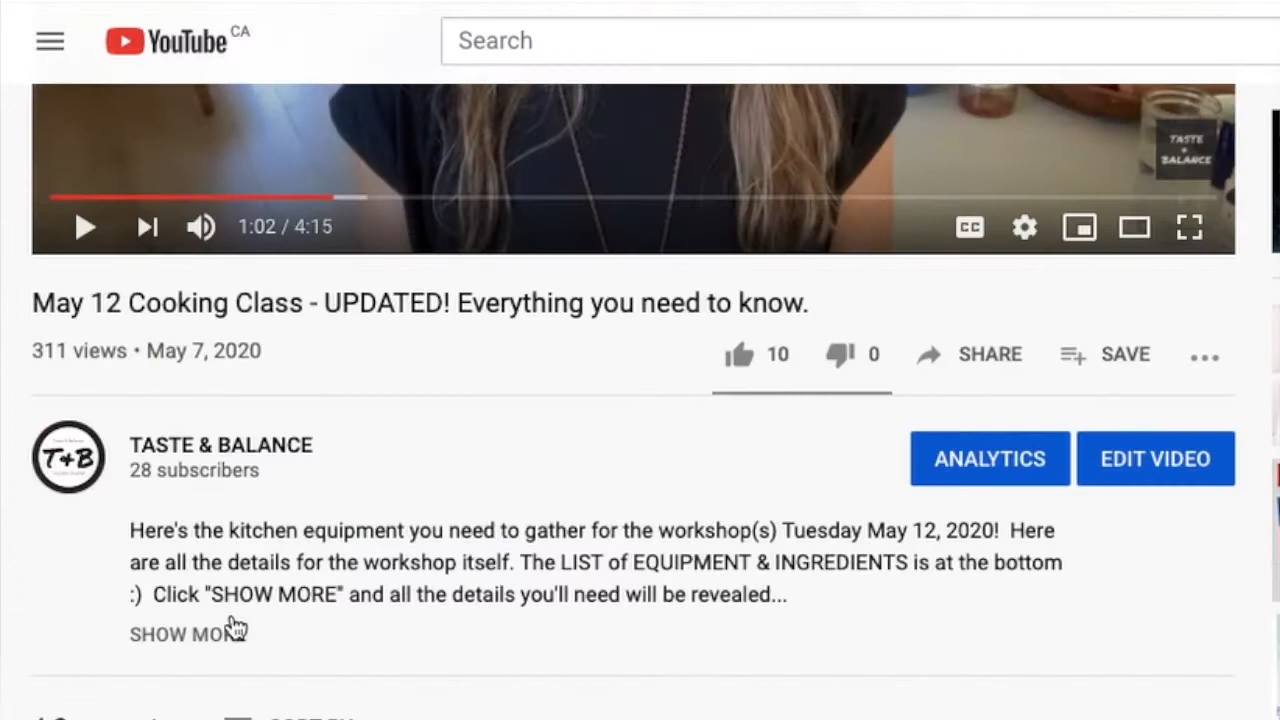 YouTube CA
Search
TASTE
+
BALANCE
1:02 / 4:15
CC
May 12 Cooking Class - UPDATED! Everything you need to know.
311 views • May 7, 2020
10
0
SHARE
SAVE
T+B
TASTE & BALANCE
28 subscribers
ANALYTICS
EDIT VIDEO
Here's the kitchen equipment you need to gather for the workshop(s) Tuesday May 12, 2020! Here
are all the details for the workshop itself. The LIST of EQUIPMENT & INGREDIENTS is at the bottom
:) Click "SHOW MORE" and all the details you'll need will be revealed...
SHOW MORE